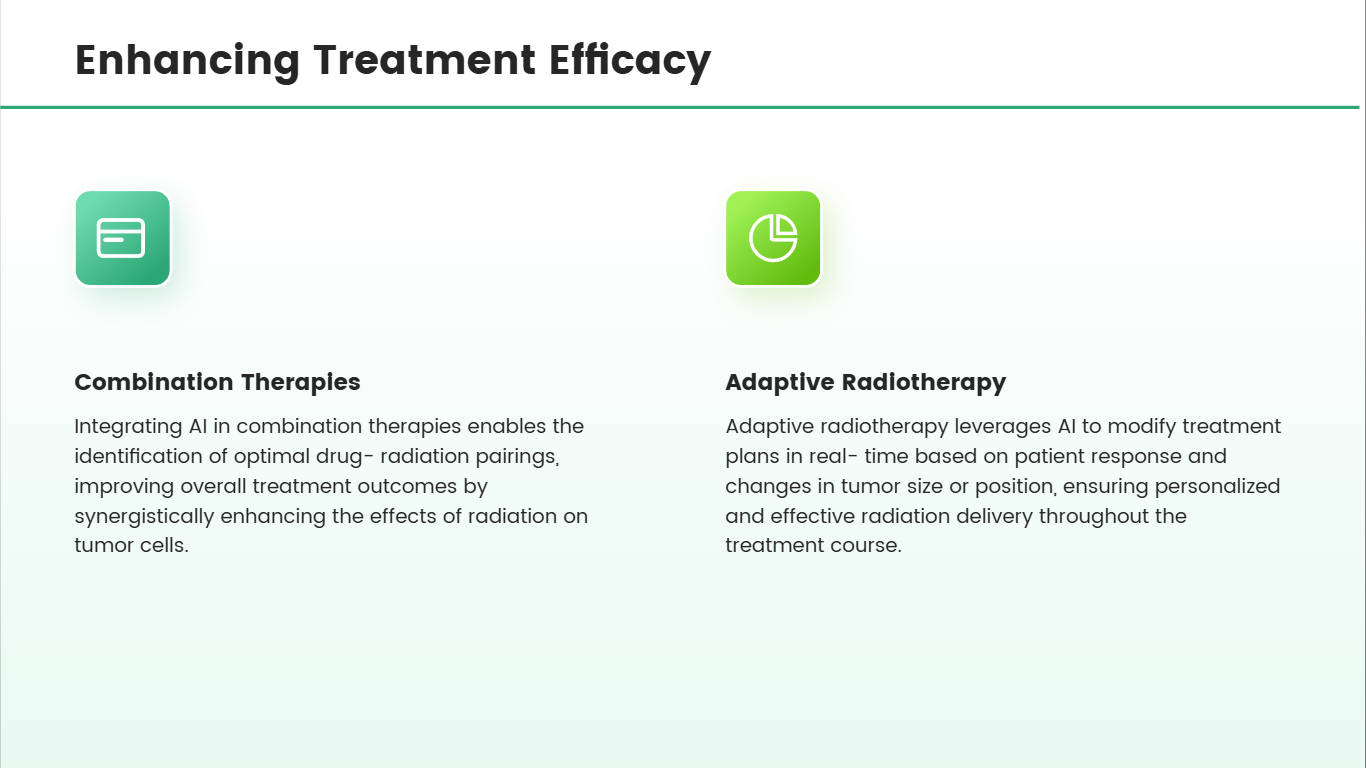 Enhancing Treatment Efficacy
Combination Therapies
Integrating AI in combination therapies enables the
identification of optimal drug- radiation pairings,
improving overall treatment outcomes by
synergistically enhancing the effects of radiation on
tumor cells.
Adaptive Radiotherapy
Adaptive radiotherapy leverages AI to modify treatment
plans in real- time based on patient response and
changes in tumor size or position, ensuring personalized
and effective radiation delivery throughout the
treatment course.